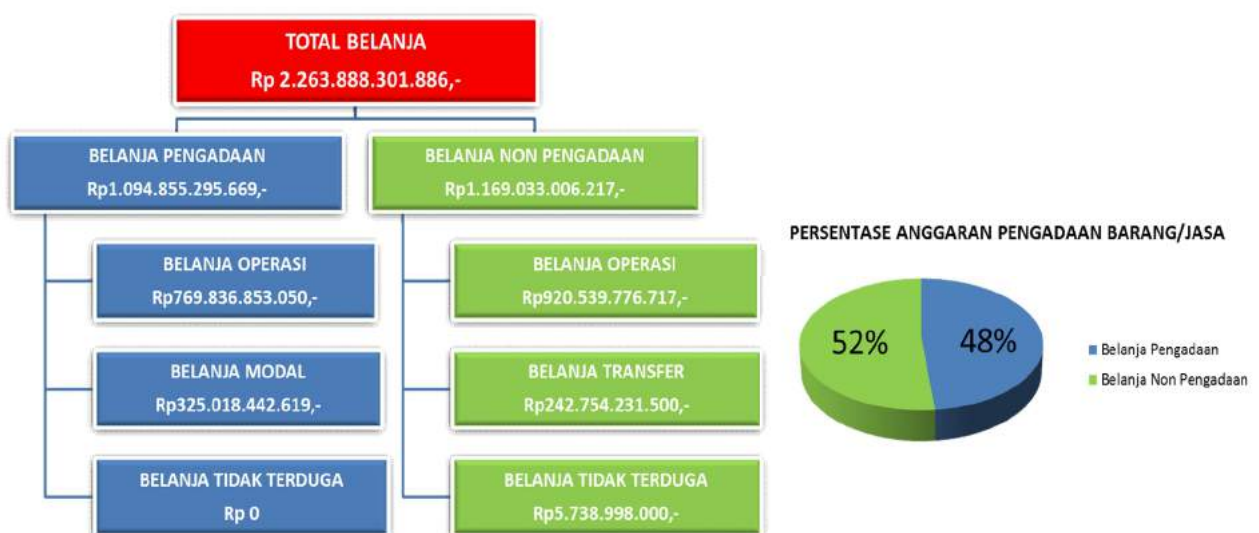 TOTAL BELANJA
Rp 2.263.888.301.886,-
BELANJA PENGADAAN
Rp1.094.855.295.669,-
BELANJA NON PENGADAAN
Rp1.169.033.006.217,-
BELANJA OPERASI
Rp769.836.853.050,-
BELANJA MODAL
Rp325.018.442.619,-
BELANJA TIDAK TERDUGA
Rp 0
BELANJA OPERASI
Rp920.539.776.717,-
BELANJA TRANSFER
Rp242.754.231.500,-
BELANJA TIDAK TERDUGA
Rp5.738.998.000,-
PERSENTASE ANGGARAN PENGADAAN BARANG/JASA
52%
48%
Belanja Pengadaan
Belanja Non Pengadaan